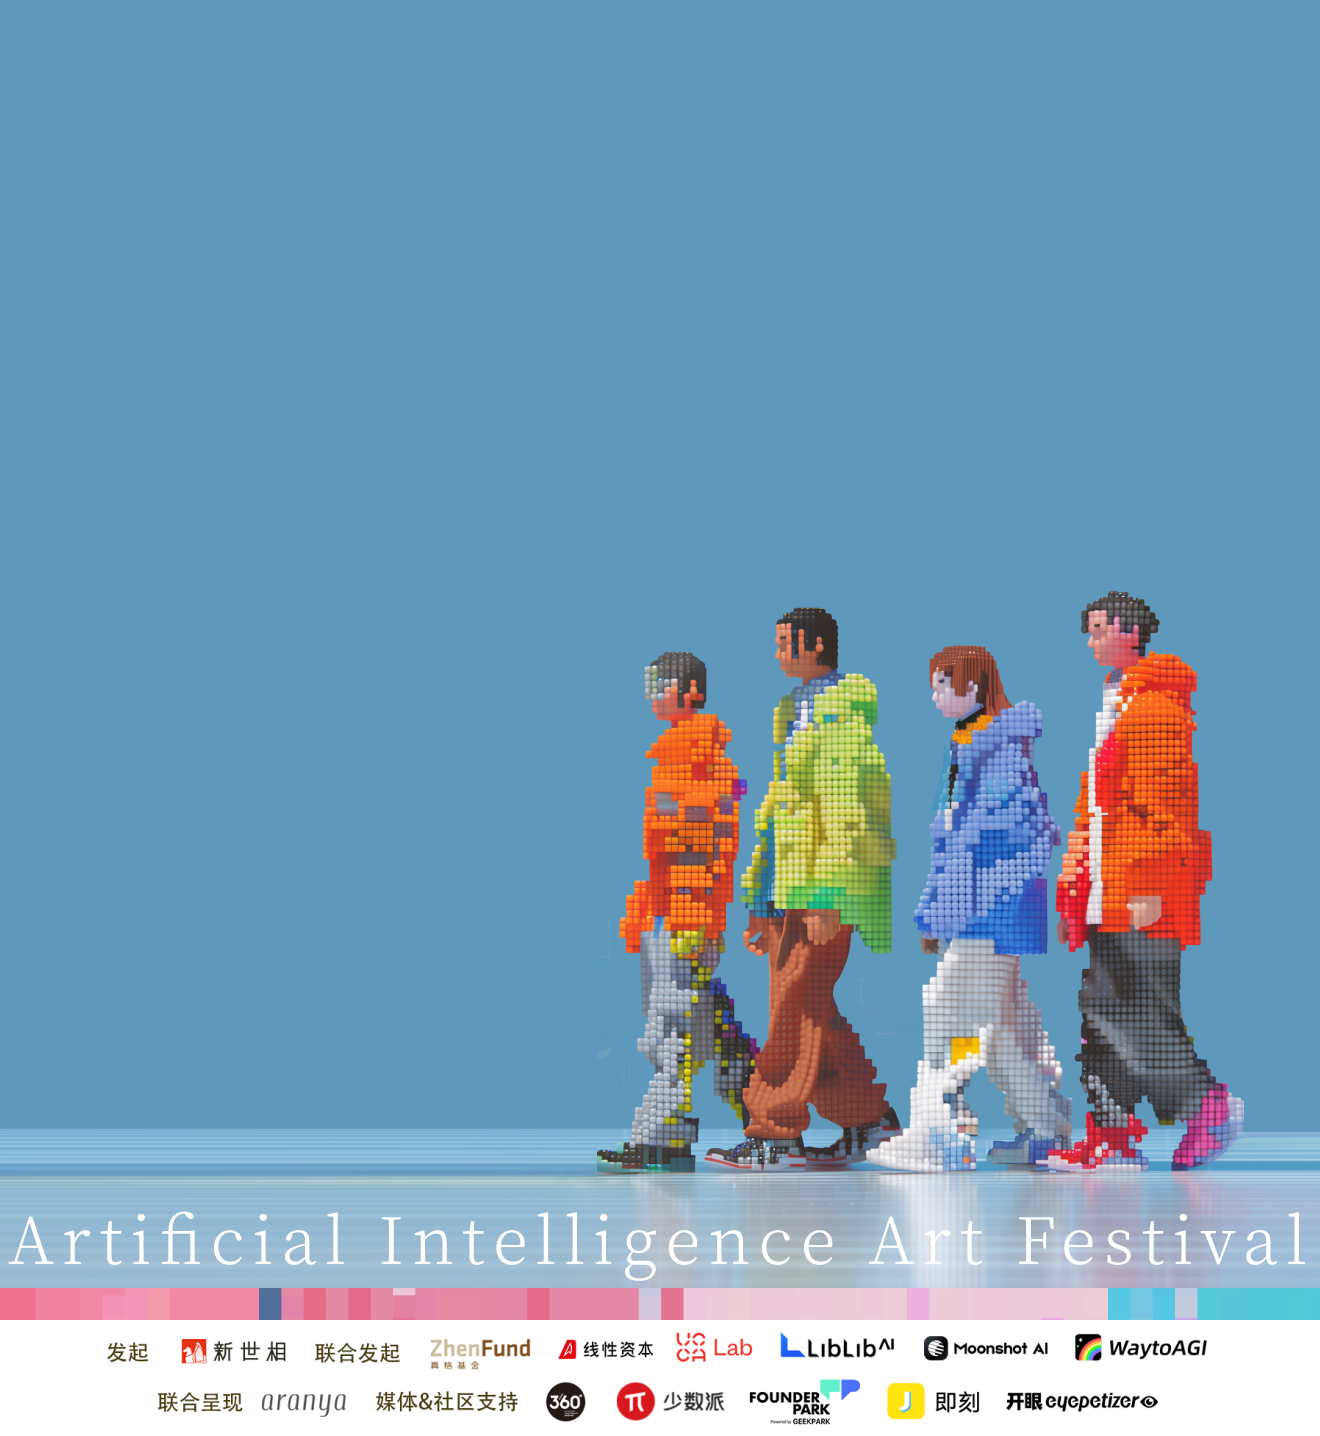 Artificial Intelligence Art Festival
发起 新世相 联合发起 ZhenFund 真格基金 线性资本 Lab LIBLIBAI Moonshot AI WaytoAGI
联合呈现 aranya 媒体&社区支持 360° 少数派 FOUNDER PARK Powered by GEEKPARK 即刻 开眼 eyepetizer